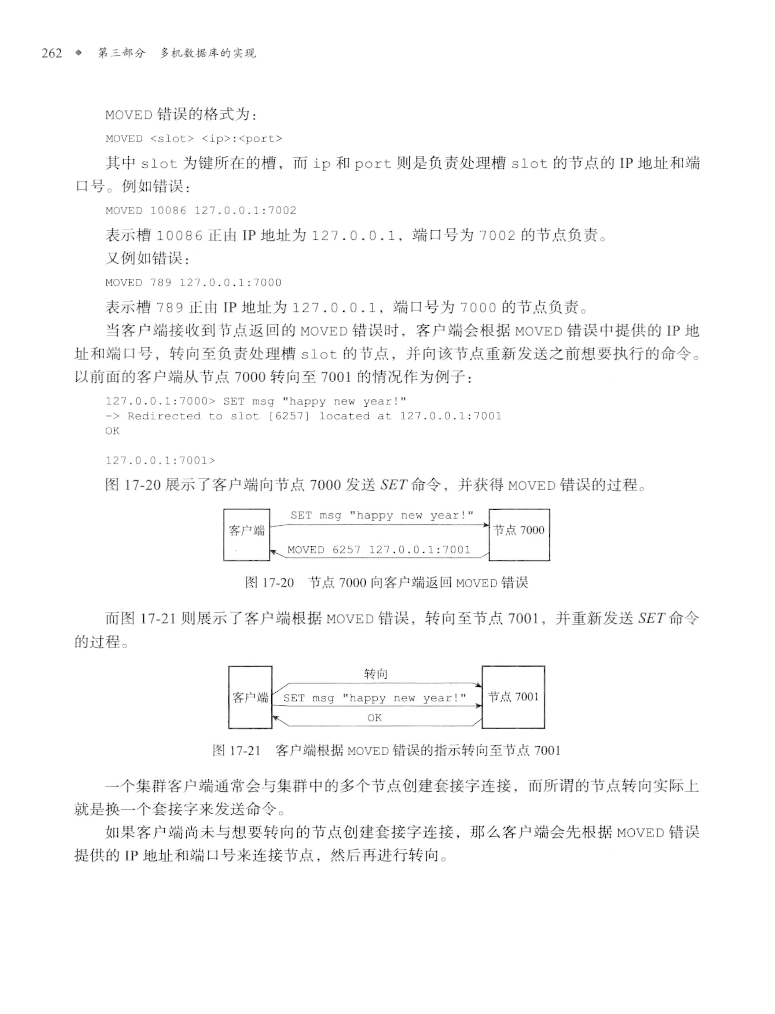 262 ❖ 第三部分 多机数据库的实现
MOVED 错误的格式为：
MOVED <slot> <ip>:<port>
其中 slot 为键所在的槽，而 ip 和 port 则是负责处理槽 slot 的节点的 IP 地址和端
口号。例如错误：
MOVED 10086 127.0.0.1:7002
表示槽 10086 正由 IP 地址为 127.0.0.1，端口号为 7002 的节点负责。
又例如错误：
MOVED 789 127.0.0.1:7000
表示槽 789 正由 IP 地址为 127.0.0.1，端口号为 7000 的节点负责。
当客户端接收到节点返回的 MOVED 错误时，客户端会根据 MOVED 错误中提供的 IP 地
址和端口号，转向至负责处理槽 slot 的节点，并向该节点重新发送之前想要执行的命令。
以前面的客户端从节点 7000 转向至 7001 的情况作为例子：
127.0.0.1:7000> SET msg "happy new year!"
-> Redirected to slot [6257] located at 127.0.0.1:7001
OK
127.0.0.1:7001>
图 17-20 展示了客户端向节点 7000 发送 SET 命令，并获得 MOVED 错误的过程。
SET msg "happy new year!"
客户端 节点 7000
MOVED 6257 127.0.0.1:7001
图 17-20 节点 7000 向客户端返回 MOVED 错误
而图 17-21 则展示了客户端根据 MOVED 错误，转向至节点 7001，并重新发送 SET 命令
的过程。
转向
客户端 SET msg "happy new year!" 节点 7001
OK
图 17-21 客户端根据 MOVED 错误的指示转向至节点 7001
一个集群客户端通常会与集群中的多个节点创建套接字连接，而所谓的节点转向实际上
就是换一个套接字来发送命令。
如果客户端尚未与想要转向的节点创建套接字连接，那么客户端会先根据 MOVED 错误
提供的 IP 地址和端口号来连接节点，然后再进行转向。